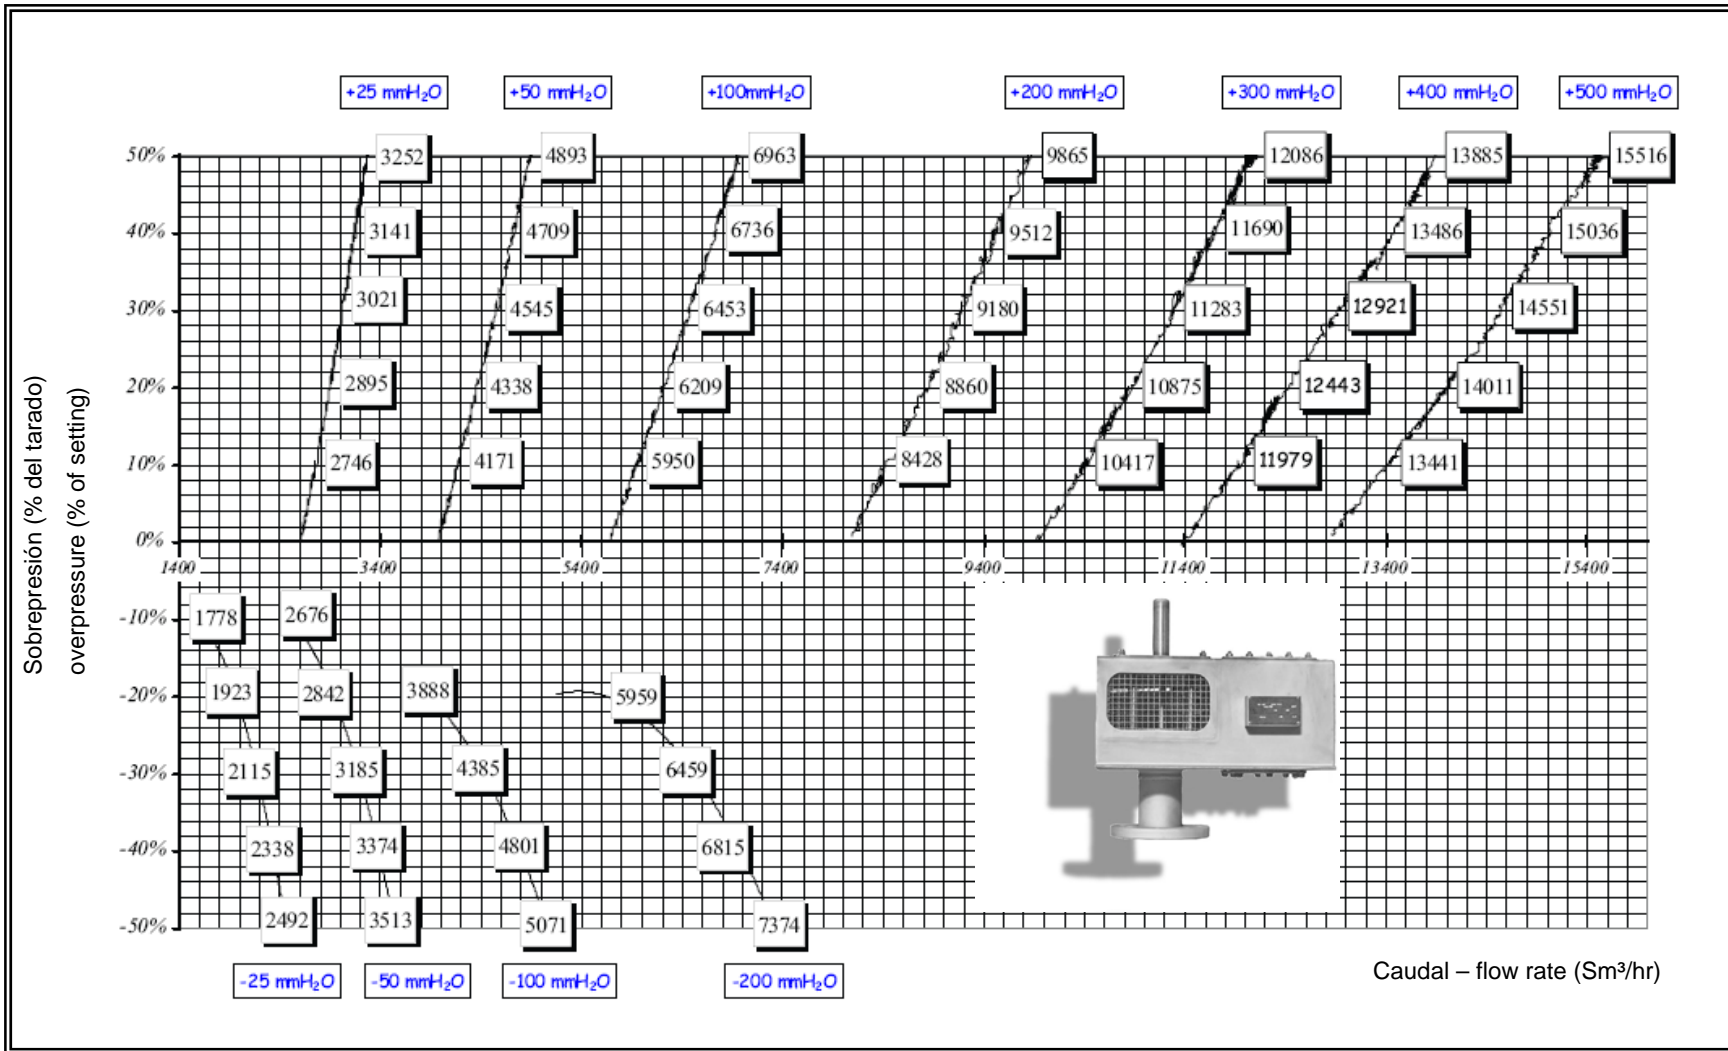 +25 mmH₂O +50 mmH₂O +100mmH₂O +200 mmH₂O +300 mmH₂O +400 mmH₂O +500 mmH₂O
50% 3252 4893 6963 9865 12086 13885 15516
40% 3141 4709 6736 9512 11690 13486 15036
30% 3021 4545 6453 9180 11283 12921 14551
20% 2895 4338 6209 8860 10875 12443 14011
10% 2746 4171 5950 8428 10417 11979 13441
0%
1400 3400 5400 7400 9400 11400 13400 15400
-10% 1778 2676
-20% 1923 2842 3888 5959
-30% 2115 3185 4385 6459
-40% 2338 3374 4801 6815
-50% 2492 3513 5071 7374
-25 mmH₂O -50 mmH₂O -100 mmH₂O -200 mmH₂O
Sobrepresión (% del tarado)
overpressure (% of setting)
Caudal – flow rate (Sm³/hr)